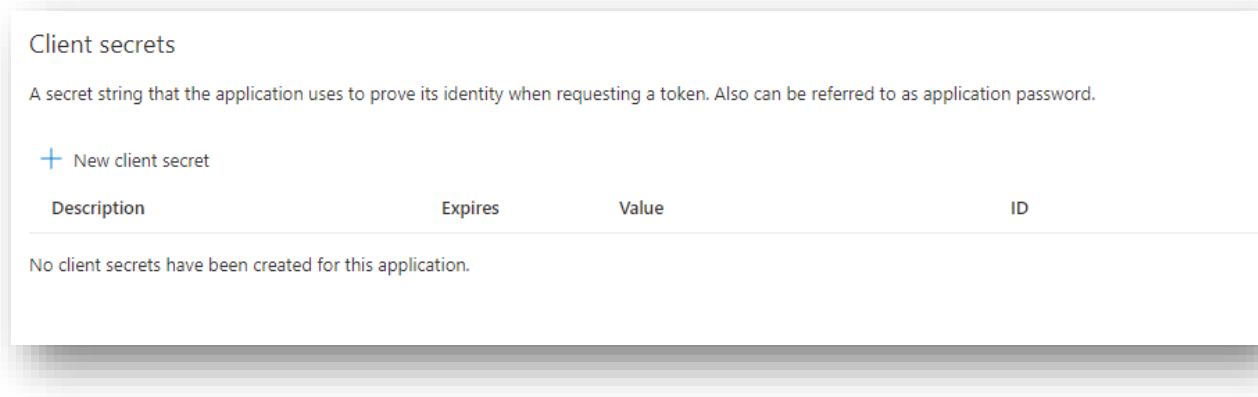 Client secrets
A secret string that the application uses to prove its identity when requesting a token. Also can be referred to as application password.
New client secret
Description Expires Value ID
No client secrets have been created for this application.